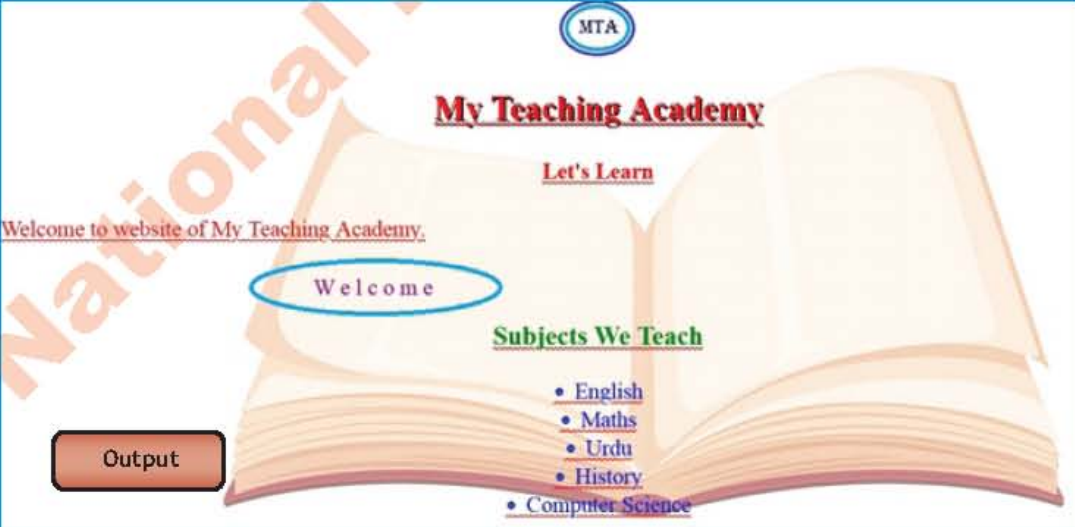 National
MTA
My Teaching Academy
Let's Learn
Welcome to website of My Teaching Academy.
Welcome
Subjects We Teach
• English
• Maths
• Urdu
• History
• Computer Science
Output